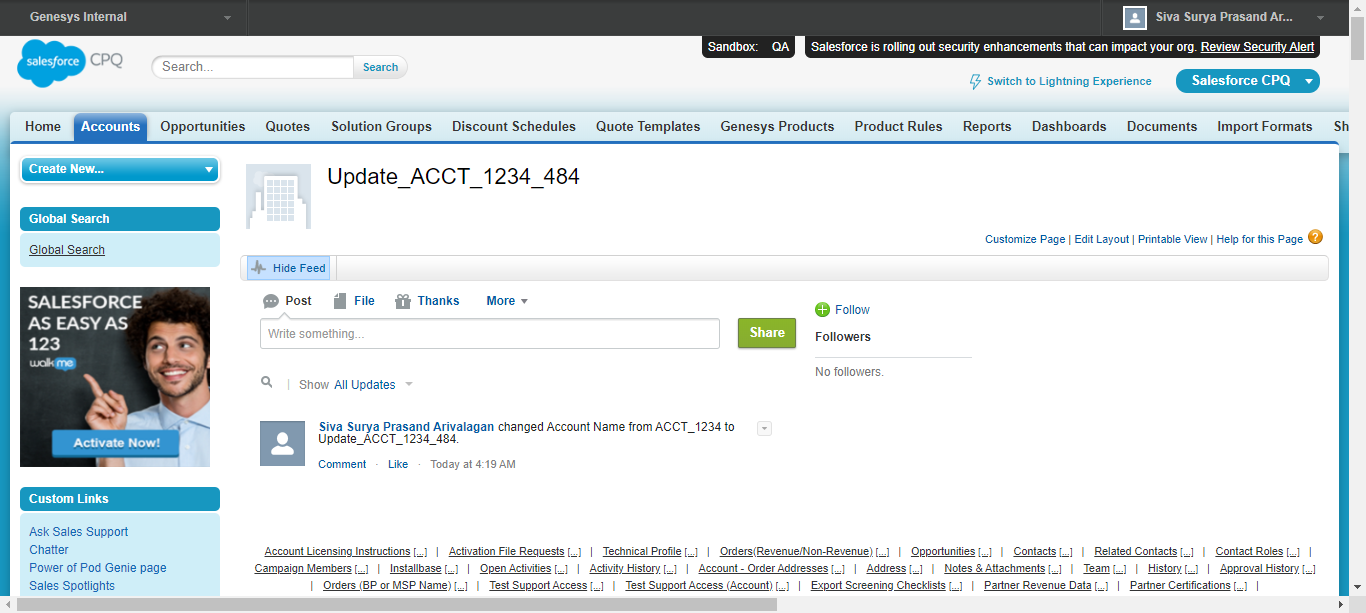 Genesys Internal
Siva Surya Prasand Ar...
salesforce CPQ
Search...
Search
Sandbox: QA
Salesforce is rolling out security enhancements that can impact your org. Review Security Alert
Switch to Lightning Experience
Salesforce CPQ
Home Accounts Opportunities Quotes Solution Groups Discount Schedules Quote Templates Genesys Products Product Rules Reports Dashboards Documents Import Formats Sh
Create New...
Global Search
Global Search
SALESFORCE
AS EASY AS
123
walkme
Activate Now!
Custom Links
Ask Sales Support
Chatter
Power of Pod Genie page
Sales Spotlights
Update_ACCT_1234_484
Customize Page | Edit Layout | Printable View | Help for this Page ?
Hide Feed
Post File Thanks More
Write something...
Share
Follow
Followers
No followers.
Show All Updates
Siva Surya Prasand Arivalagan changed Account Name from ACCT_1234 to
Update_ACCT_1234_484.
Comment · Like · Today at 4:19 AM
Account Licensing Instructions [...] | Activation File Requests [...] | Technical Profile [...] | Orders(Revenue/Non-Revenue) [...] | Opportunities [...] | Contacts [...] | Related Contacts [...] | Contact Roles [...] |
Campaign Members [...] | Installbase [...] | Open Activities [...] | Activity History [...] | Account - Order Addresses [...] | Address [...] | Notes & Attachments [...] | Team [...] | History [...] | Approval History [...]
| Orders (BP or MSP Name) [...] | Test Support Access [...] | Test Support Access (Account) [...] | Export Screening Checklists [...] | Partner Revenue Data [...] | Partner Certifications [...] |